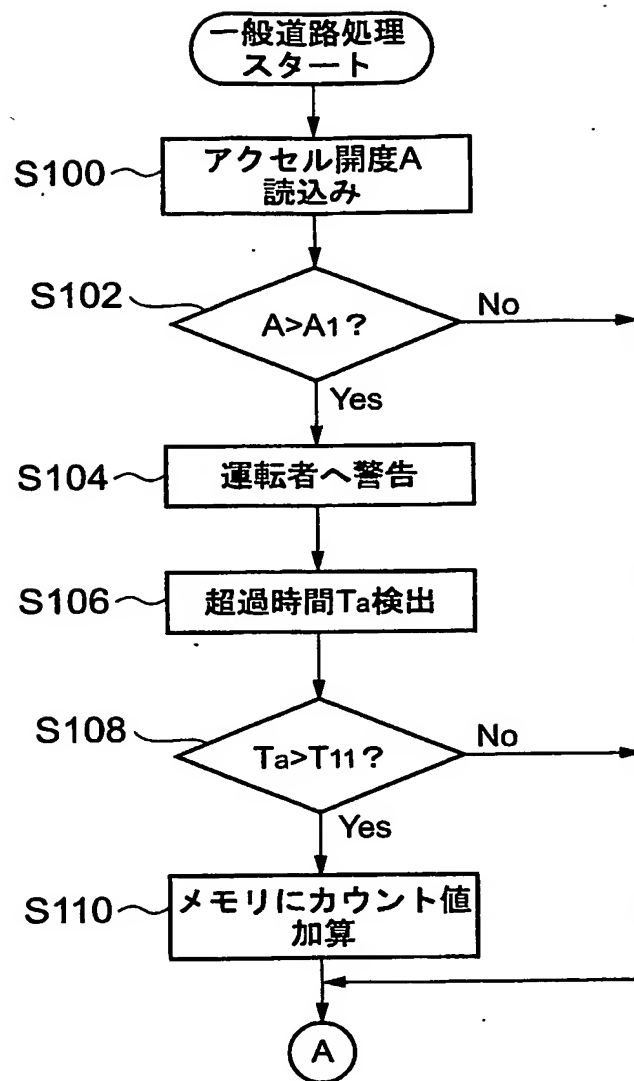 一般道路処理
スタート
S100
アクセル開度A
読込み
S102
A>A1?
No
Yes
S104
運転者へ警告
S106
超過時間Ta検出
S108
Ta>T11?
No
Yes
S110
メモリにカウント値
加算
A